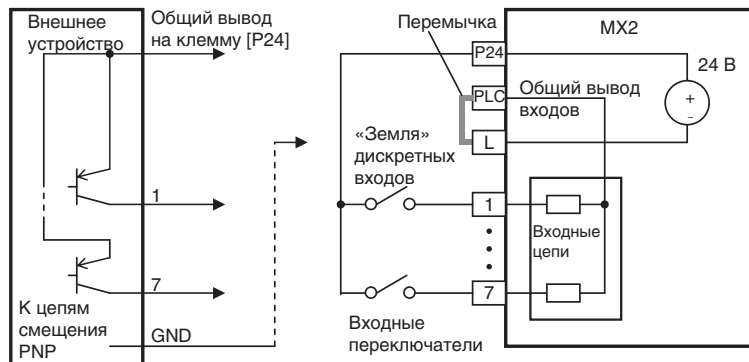 Внешнее
устройство
Общий вывод
на клемму [P24]
1
7
К цепям
смещения
PNP
GND
Перемычка
MX2
P24
24 В
PLC
Общий вывод
входов
+
-
L
«Земля»
дискретных
входов
1
Входные
цепи
7
Входные
переключатели